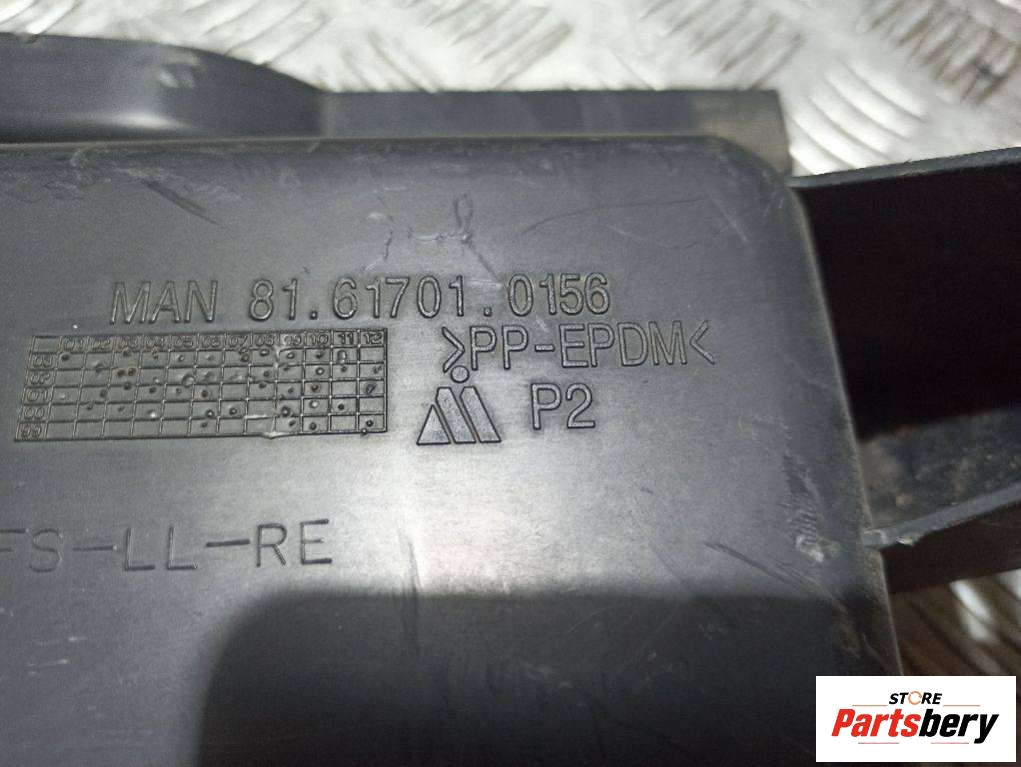 MAN 81.61701.0156
>PP-EPDM<
P2
FS-LL-RE
STORE
Partsbery